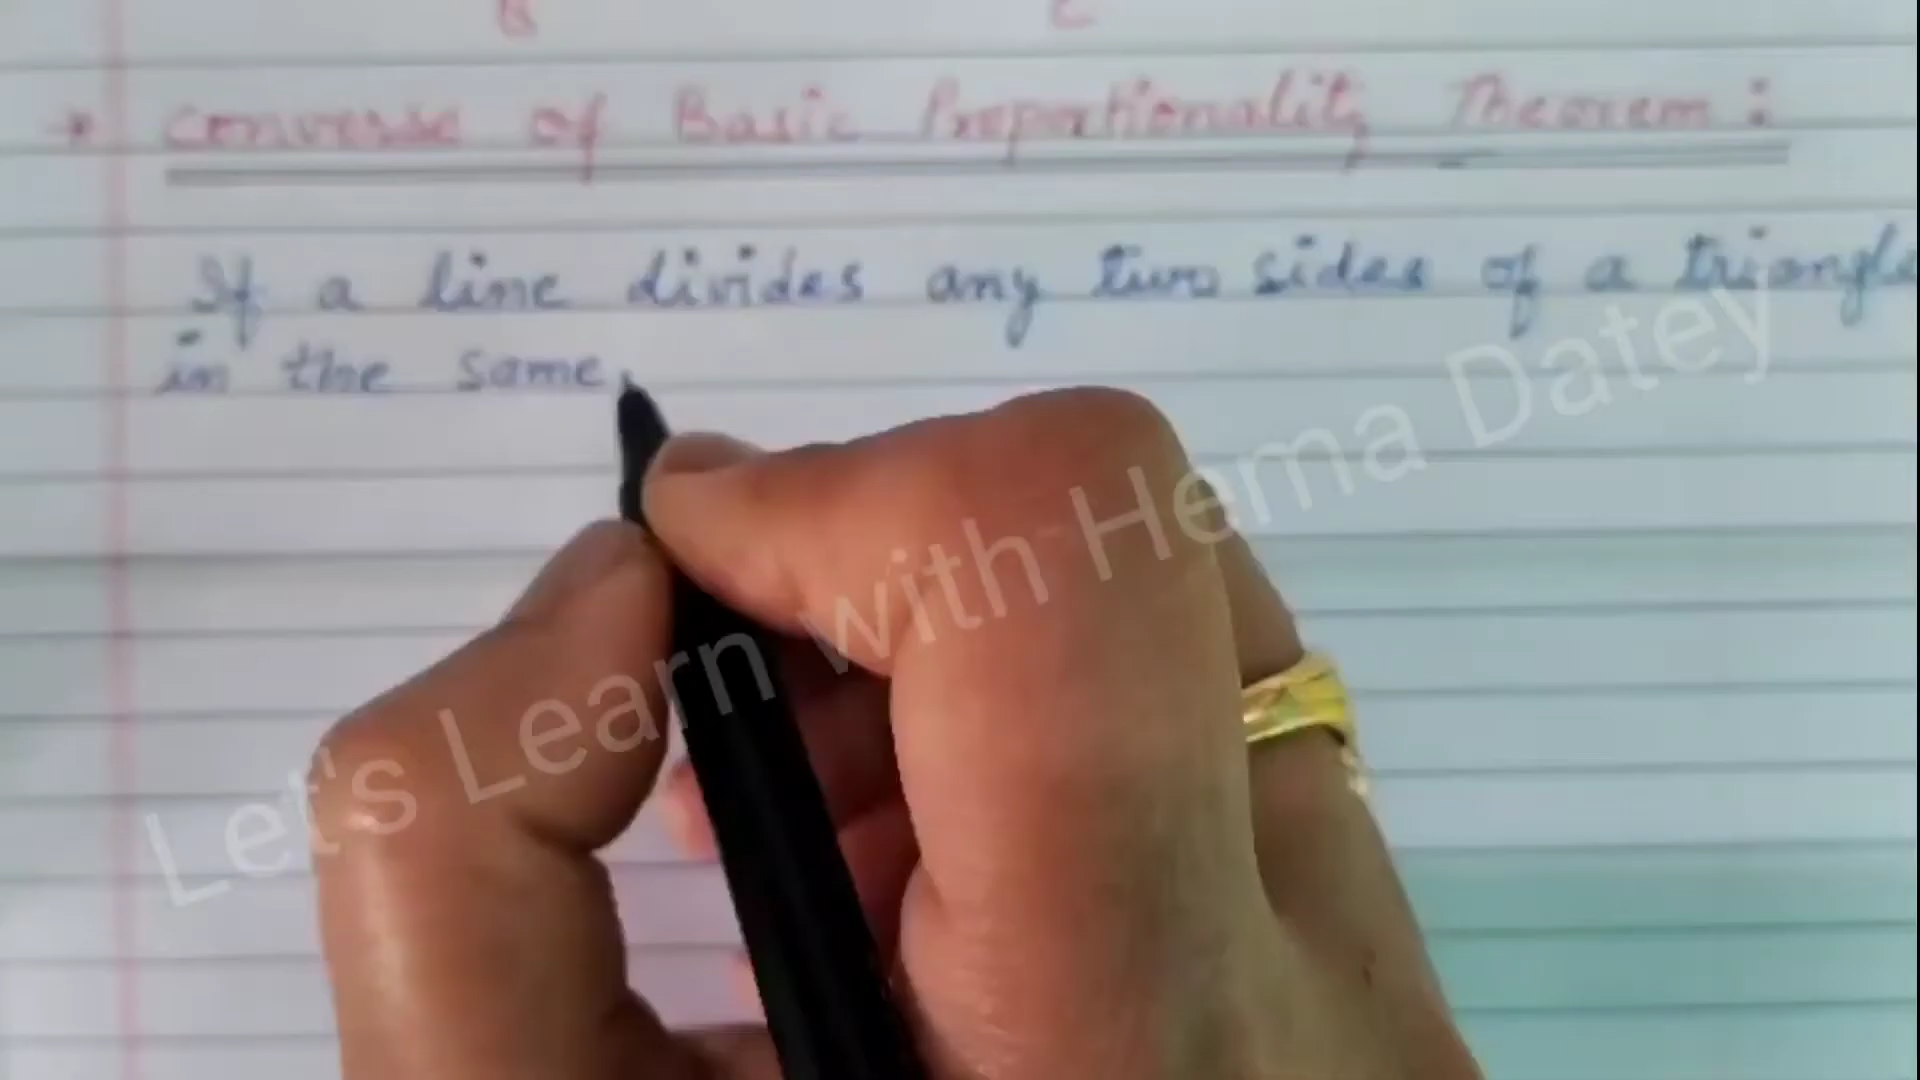 B C
→ Converse of Basic Proportionality Theorem :
If a line divides any two sides of a triangle
in the same
Let's Learn with Hema Datey